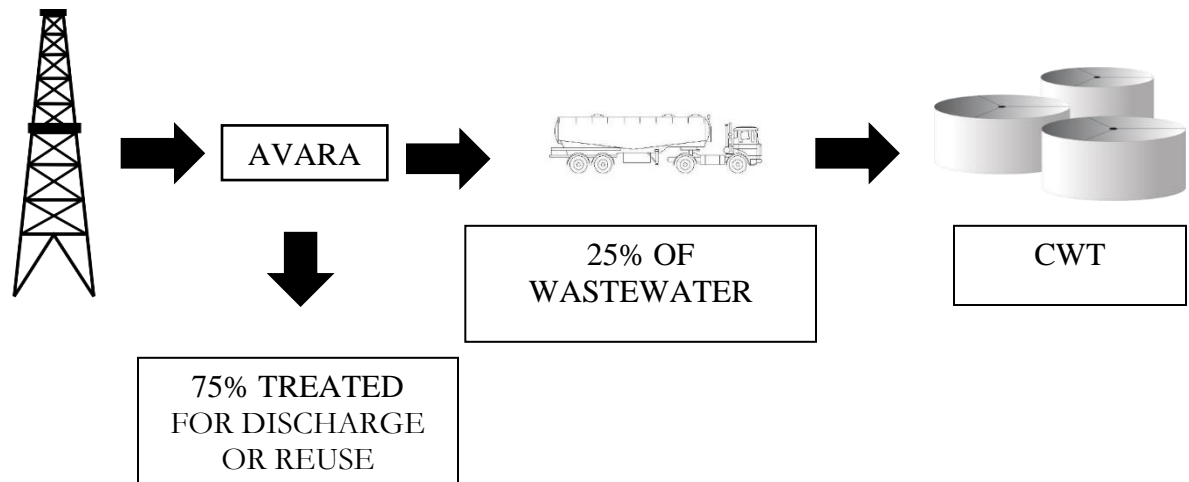 AVARA
25% OF
WASTEWATER
CWT
75% TREATED
FOR DISCHARGE
OR REUSE